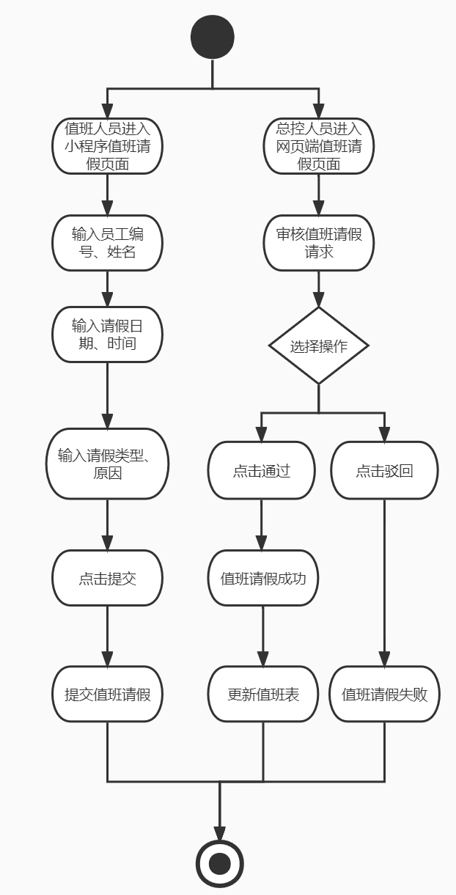 值班人员进入
小程序值班请
假页面
总控人员进入
网页端值班请
假页面
输入员工编
号、姓名
审核值班请假
请求
输入请假日
期、时间
选择操作
输入请假类型、
原因
点击通过
点击驳回
点击提交
值班请假成功
提交值班请假
更新值班表
值班请假失败